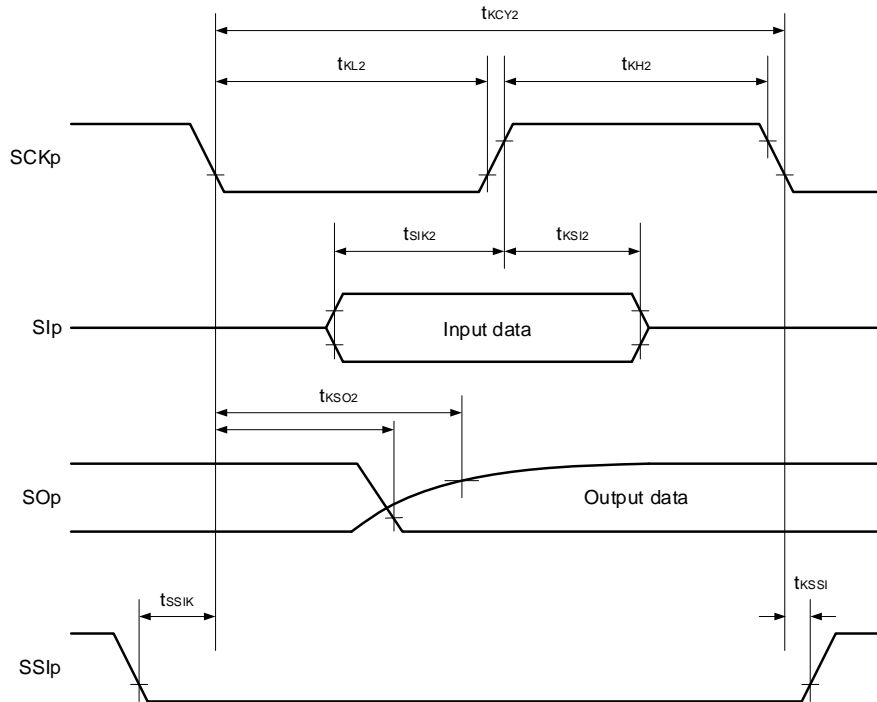 tKCY2
tKL2
tKH2
SCKp
tSIK2
tKSI2
SIp
Input data
tKSO2
SOp
Output data
tSSIK
tKSSI
SSIp